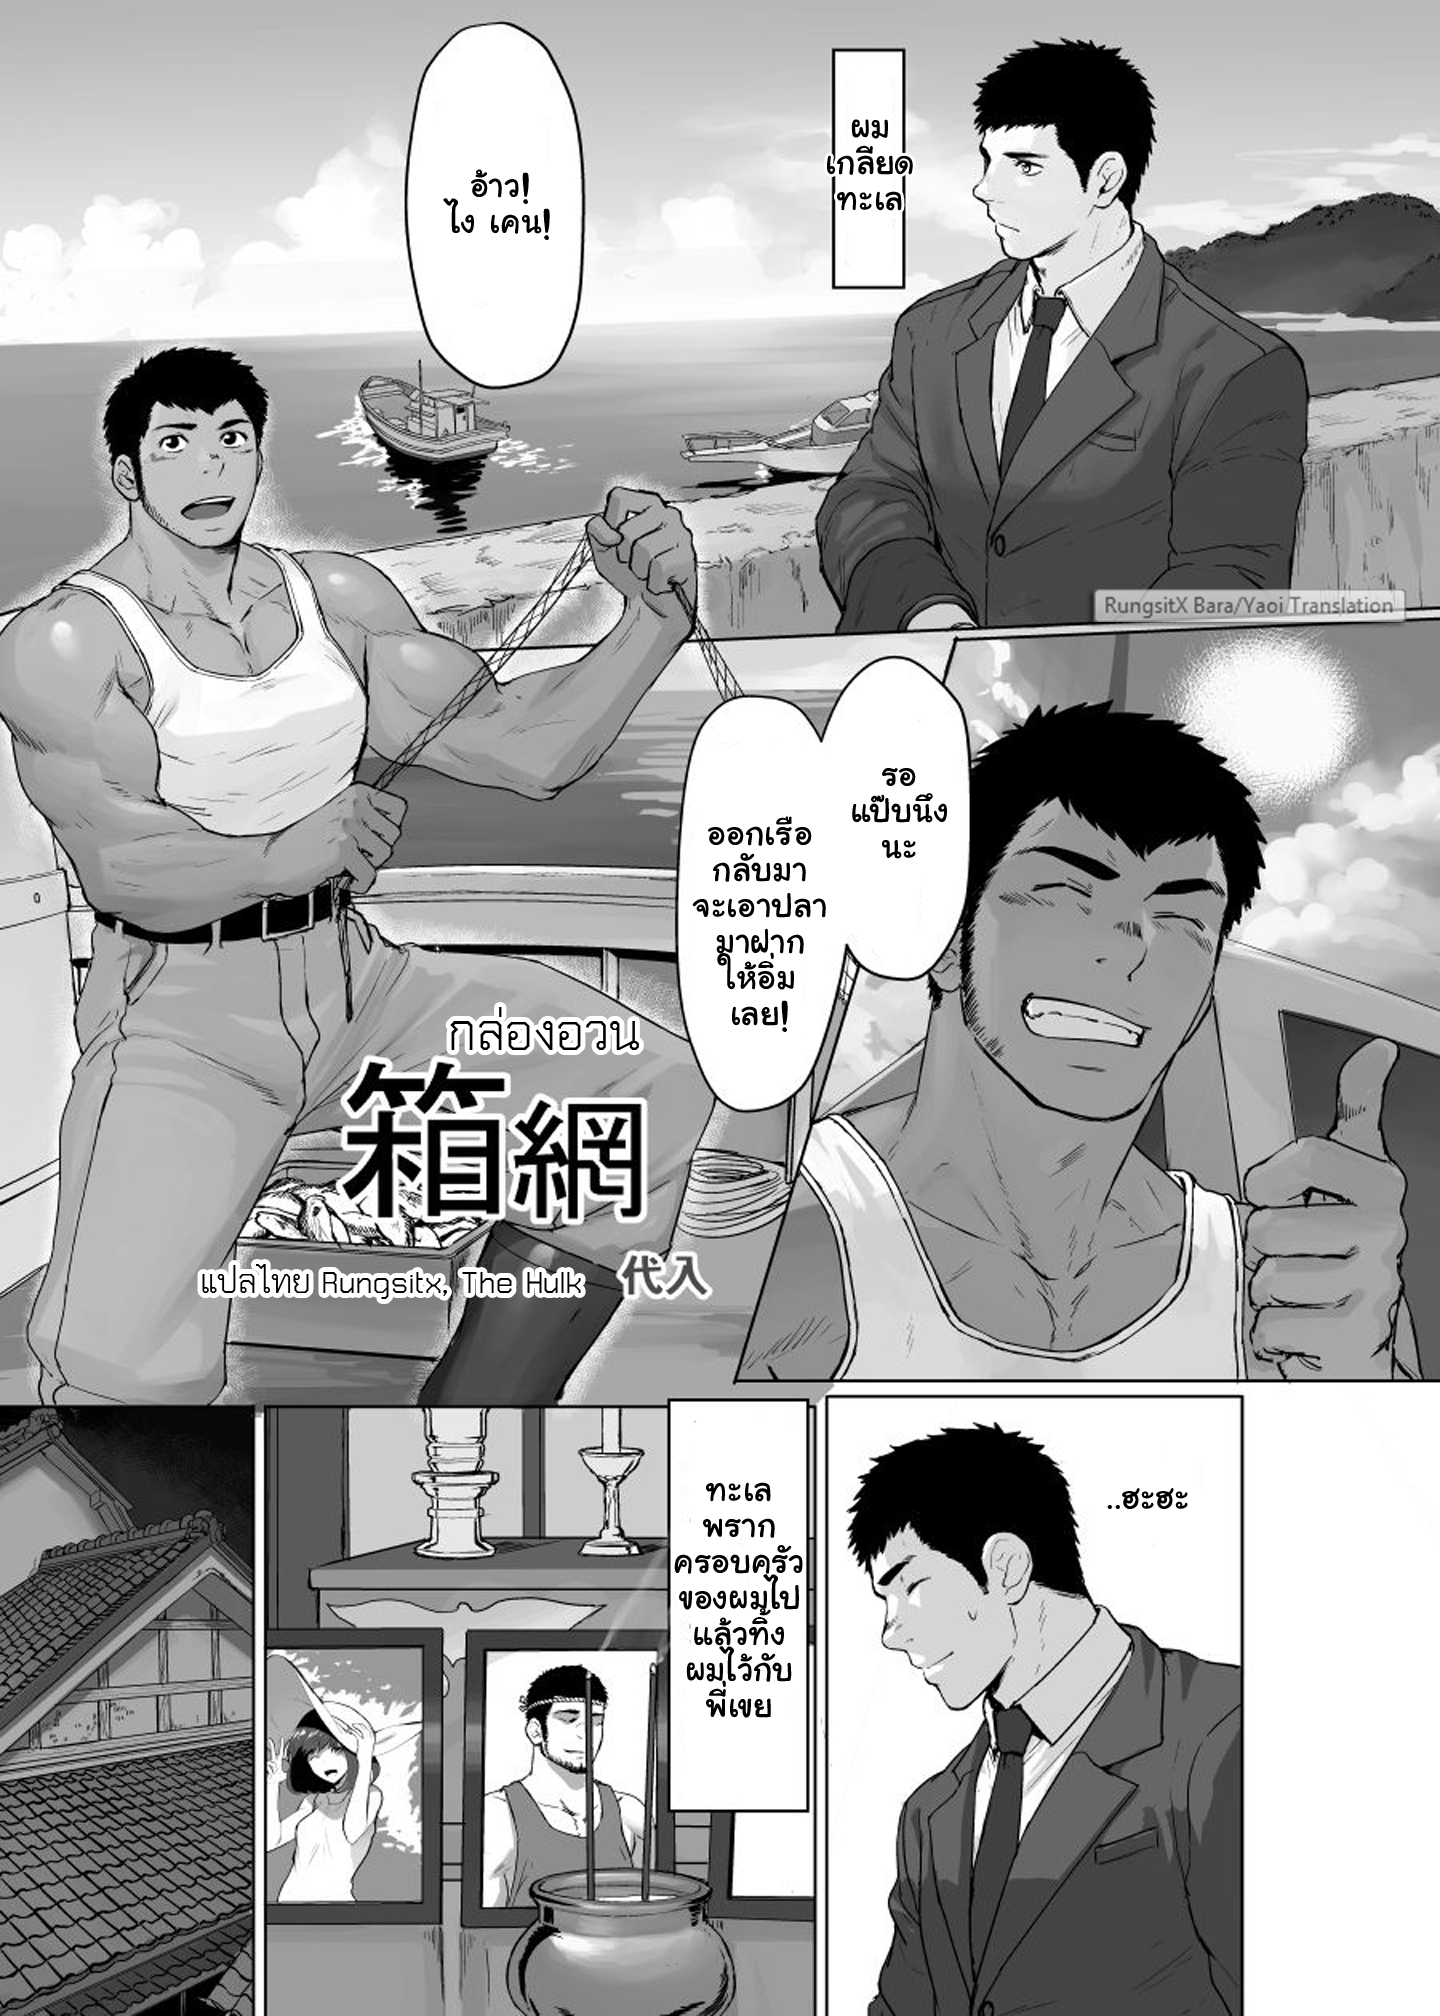 ผม
เกลียด
ทะเล
อ้าว!
ไง เคน!
RungsitX Bara/Yaoi Translation
รอ
แป๊บนึง
นะ
ออกเรือ
กลับมา
จะเอาปลา
มาฝาก
ให้อิ่ม
เลย!
กล่องอวน
箱網
แปลไทย Rungsitx, The Hulk
代入
..ฮะฮะ
ทะเล
พราก
ครอบครัว
ของผมไป
แล้วทิ้ง
ผมไว้กับ
พี่เขย